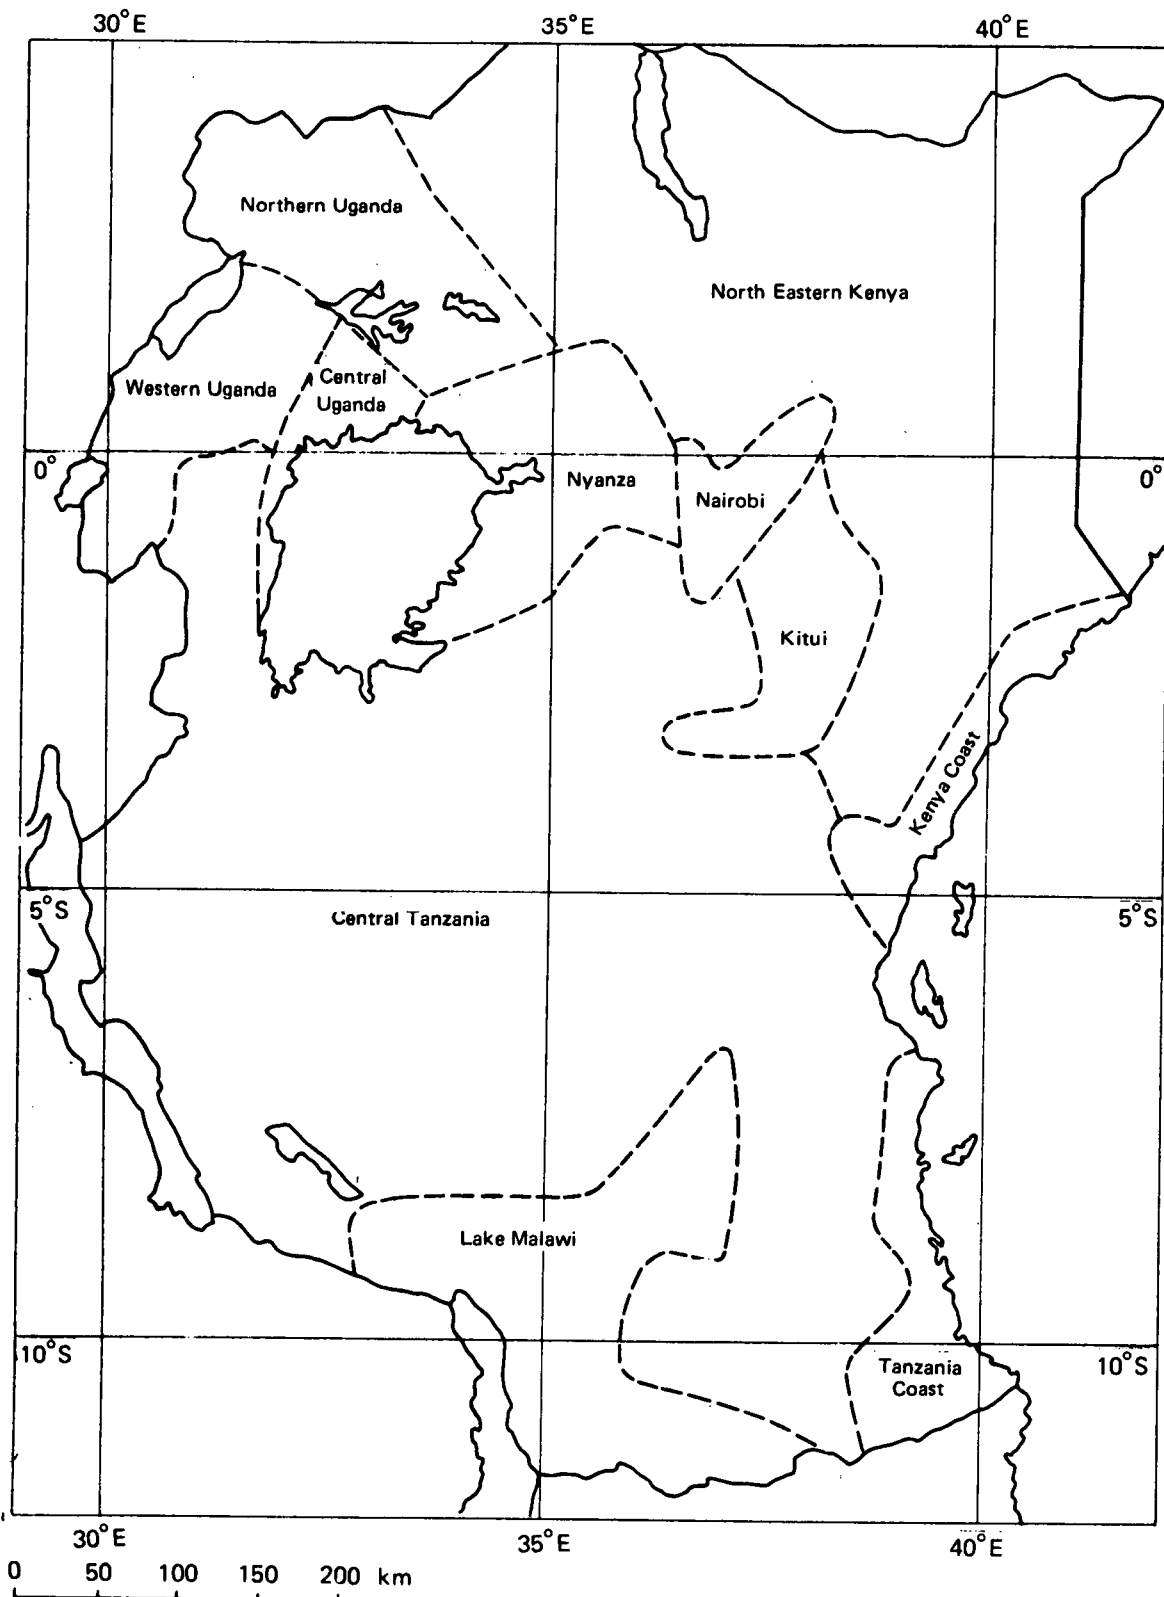 30°E 35°E 40°E
Northern Uganda
North Eastern Kenya
Western Uganda
Central
Uganda
0°
0°
Nyanza
Nairobi
Kitui
Kenya Coast
5°S
5°S
Central Tanzania
Lake Malawi
10°S
10°S
Tanzania
Coast
30°E 35°E 40°E
0 50 100 150 200 km